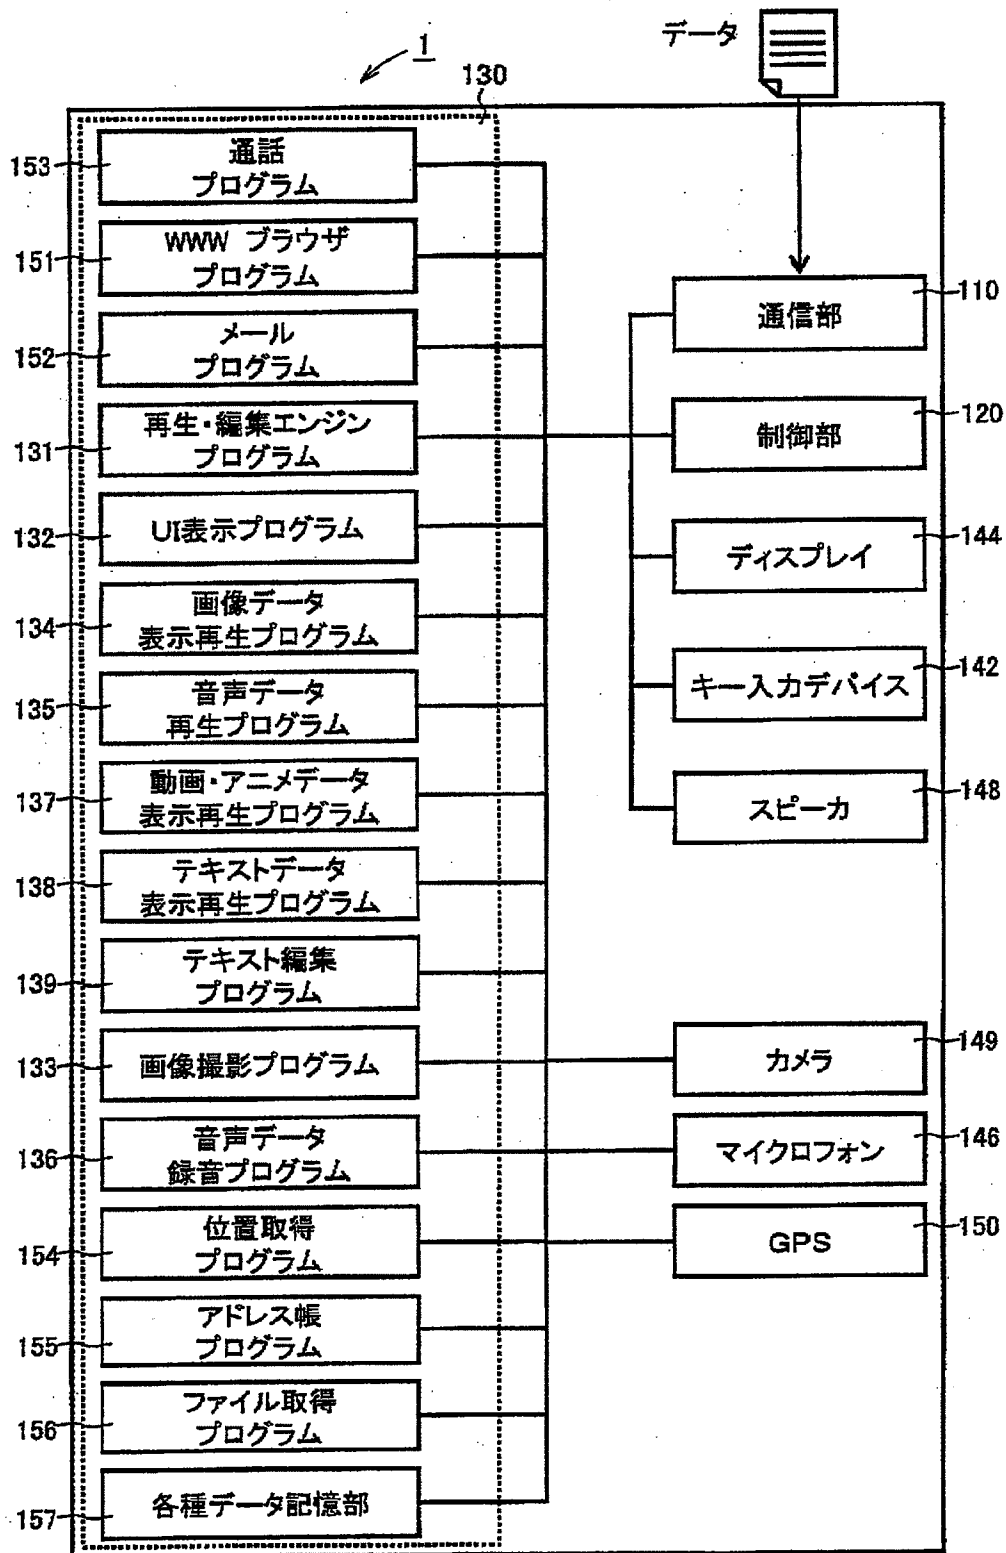 データ
1
130
153
通話
プログラム
151
WWW ブラウザ
プログラム
152
メール
プログラム
131
再生・編集エンジン
プログラム
132
UI表示プログラム
134
画像データ
表示再生プログラム
135
音声データ
再生プログラム
137
動画・アニメデータ
表示再生プログラム
138
テキストデータ
表示再生プログラム
139
テキスト編集
プログラム
133
画像撮影プログラム
136
音声データ
録音プログラム
154
位置取得
プログラム
155
アドレス帳
プログラム
156
ファイル取得
プログラム
157
各種データ記憶部
通信部
110
制御部
120
ディスプレイ
144
キー入力デバイス
142
スピーカ
148
カメラ
149
マイクロフォン
146
GPS
150